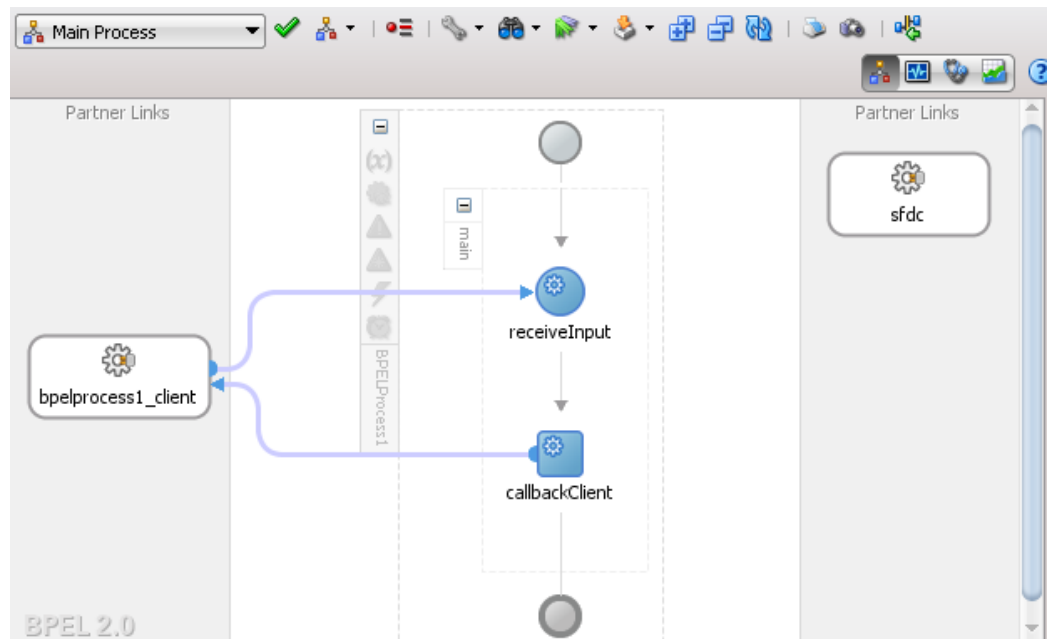 Main Process
Partner Links
Partner Links
main
sfdc
receiveInput
bpelprocess1_client
BPELProcess1
callbackClient
BPEL 2.0